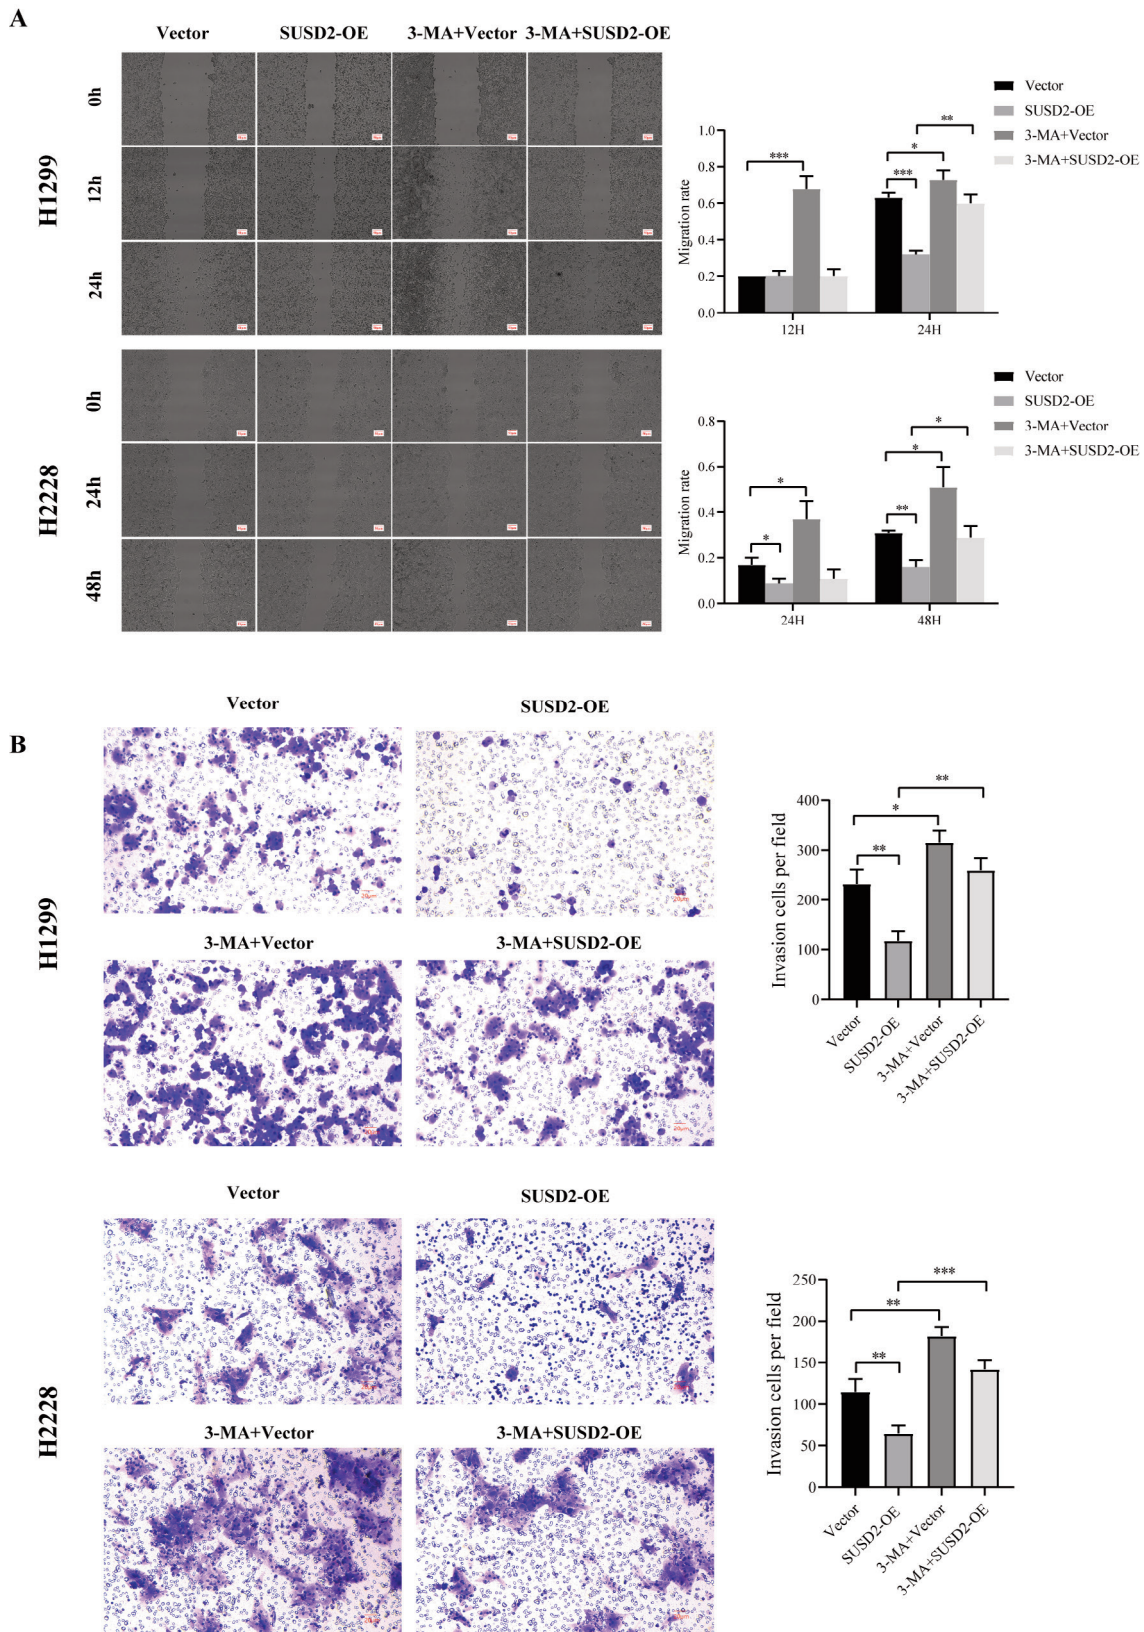 A
Vector SUSD2-OE 3-MA+Vector 3-MA+SUSD2-OE
H1299
0h
12h
24h
Migration rate
1.0
0.8
0.6
0.4
0.2
0.0
***
***
*
**
12H 24H
Vector
SUSD2-OE
3-MA+Vector
3-MA+SUSD2-OE
H2228
0h
24h
48h
Migration rate
0.8
0.6
0.4
0.2
0.0
*
*
**
*
*
24H 48H
Vector
SUSD2-OE
3-MA+Vector
3-MA+SUSD2-OE
B
H1299
Vector SUSD2-OE
20μm
3-MA+Vector 3-MA+SUSD2-OE
20μm
Invasion cells per field
400
300
200
100
0
**
*
**
Vector
SUSD2-OE
3-MA+Vector
3-MA+SUSD2-OE
H2228
Vector SUSD2-OE
3-MA+Vector 3-MA+SUSD2-OE
Invasion cells per field
250
200
150
100
50
0
**
**
***
Vector
SUSD2-OE
3-MA+Vector
3-MA+SUSD2-OE